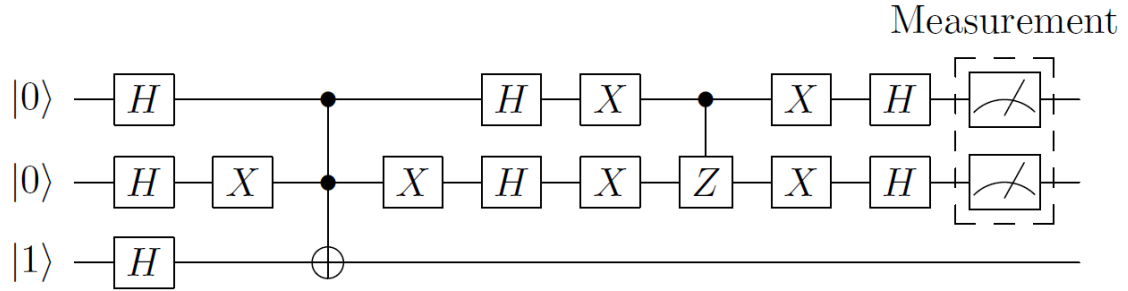 Measurement
|0⟩ H H X X H
|0⟩ H X X H X Z X H
|1⟩ H